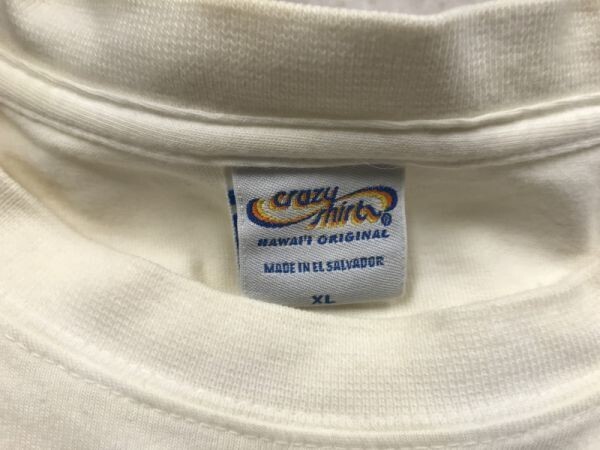 crazy
shirts®
HAWAI'I ORIGINAL
MADE IN EL SALVADOR
XL